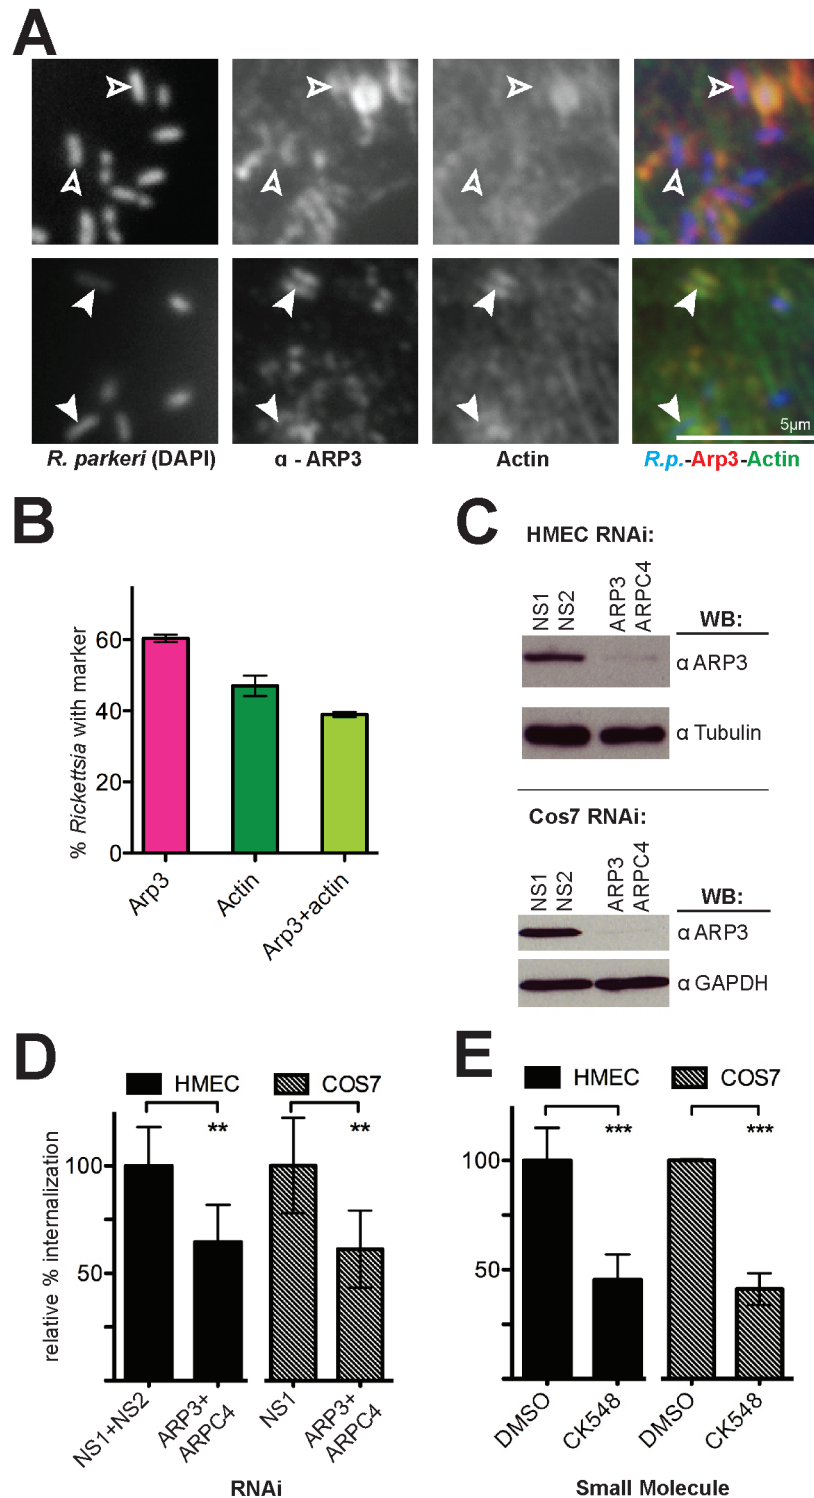 A
5µm
R. parkeri (DAPI)
α - ARP3
Actin
R.p.-Arp3-Actin
B
% Rickettsia with marker
60
40
20
0
Arp3
Actin
Arp3+actin
C
HMEC RNAi:
NS1
NS2
ARP3
ARPC4
WB:
α ARP3
α Tubulin
Cos7 RNAi:
NS1
NS2
ARP3
ARPC4
WB:
α ARP3
α GAPDH
D
HMEC
COS7
**
**
relative % internalization
100
50
NS1+NS2
ARP3+
ARPC4
NS1
ARP3+
ARPC4
RNAi
E
HMEC
COS7
***
***
100
50
DMSO
CK548
DMSO
CK548
Small Molecule